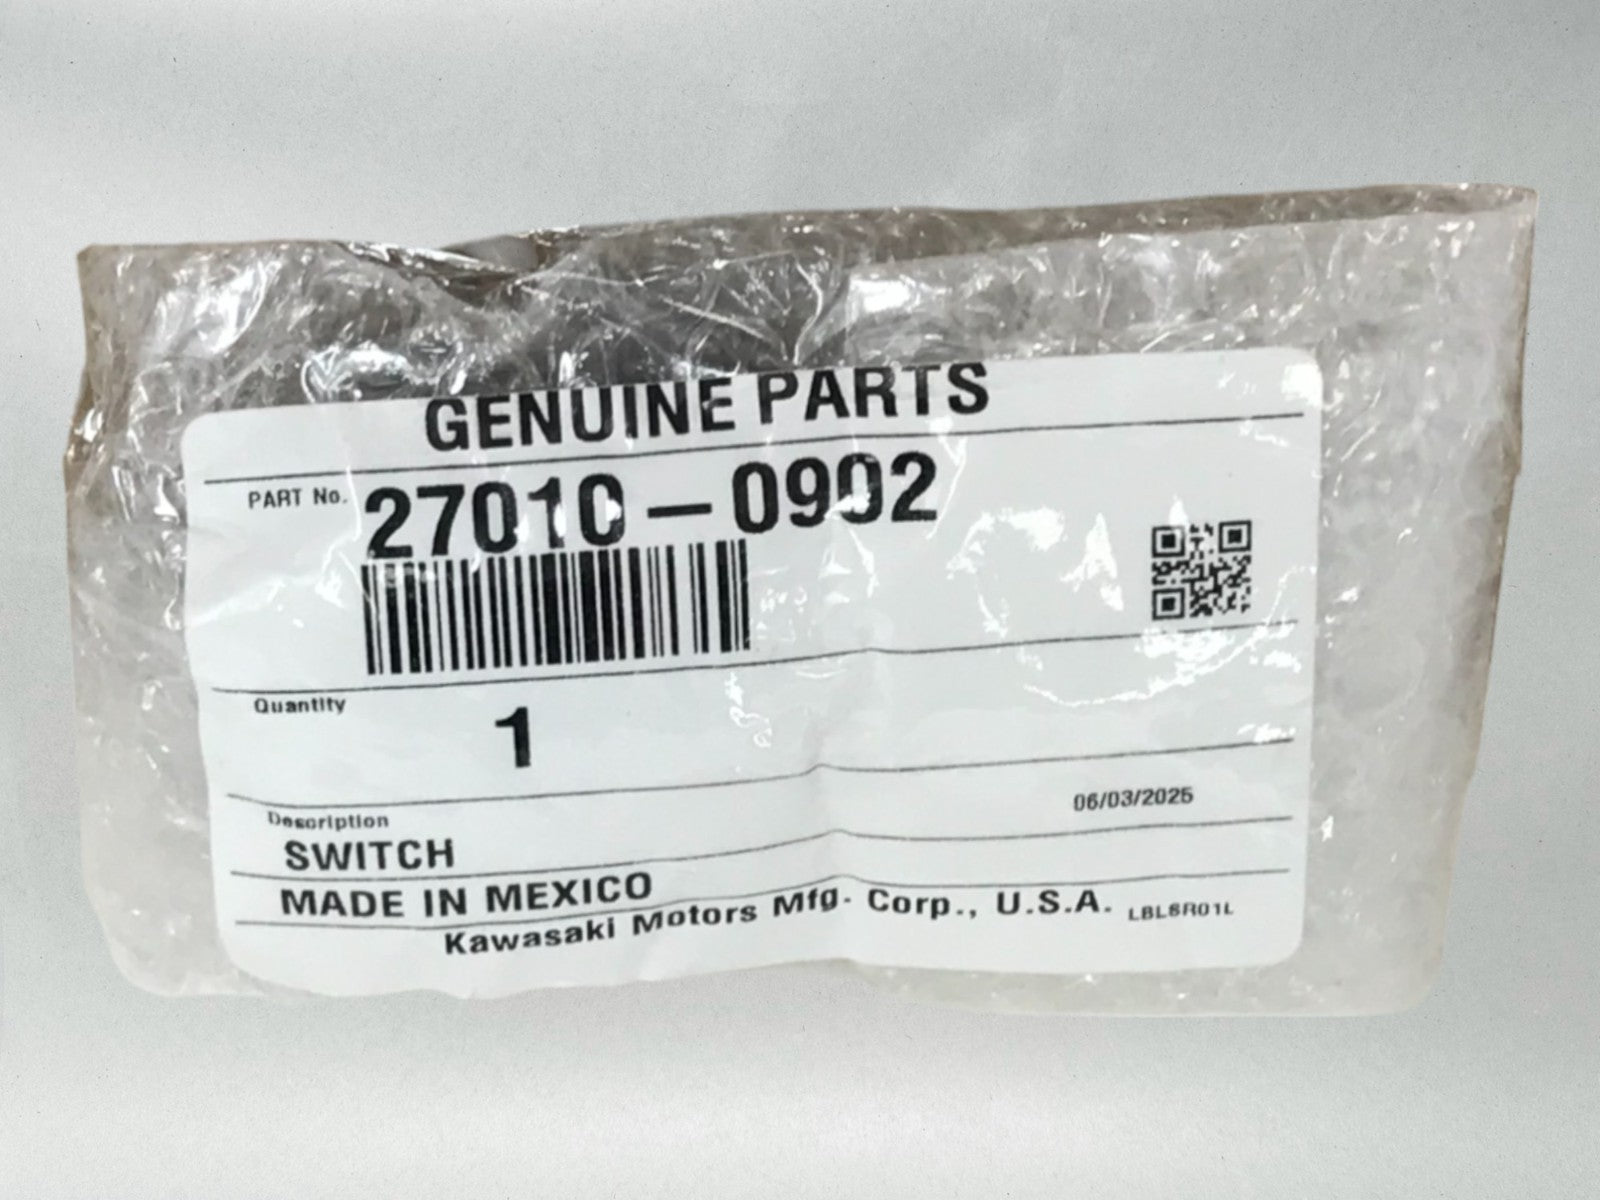 GENUINE PARTS
PART No. 27010-0902
Quantity
1
06/03/2025
Description
SWITCH
MADE IN MEXICO
Kawasaki Motors Mfg. Corp., U.S.A. LBL6R01L